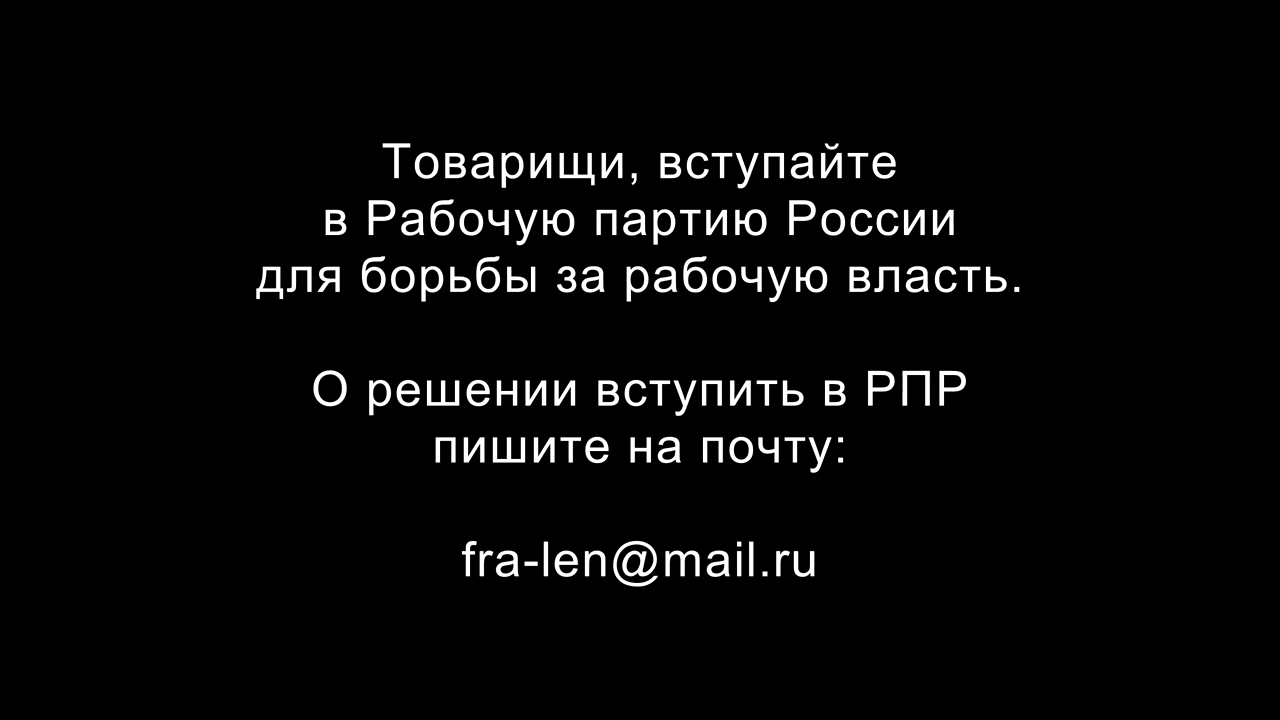 Товарищи, вступайте
в Рабочую партию России
для борьбы за рабочую власть.
О решении вступить в РПР
пишите на почту:
fra-len@mail.ru